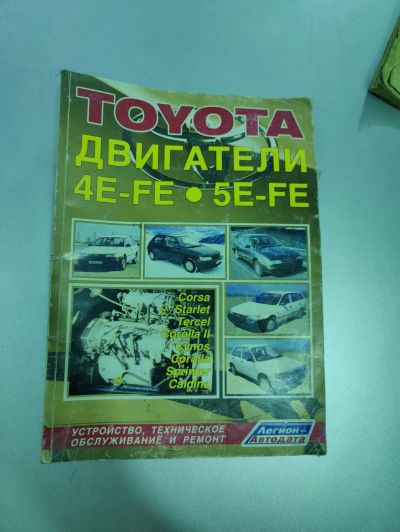 TOYOTA
ДВИГАТЕЛИ
4E-FE • 5E-FE
Corsa
Starlet
Tercel
Corolla II
Cynos
Corolla
Sprinter
Caldina
УСТРОЙСТВО, ТЕХНИЧЕСКОЕ
ОБСЛУЖИВАНИЕ И РЕМОНТ
Легион
Автодата